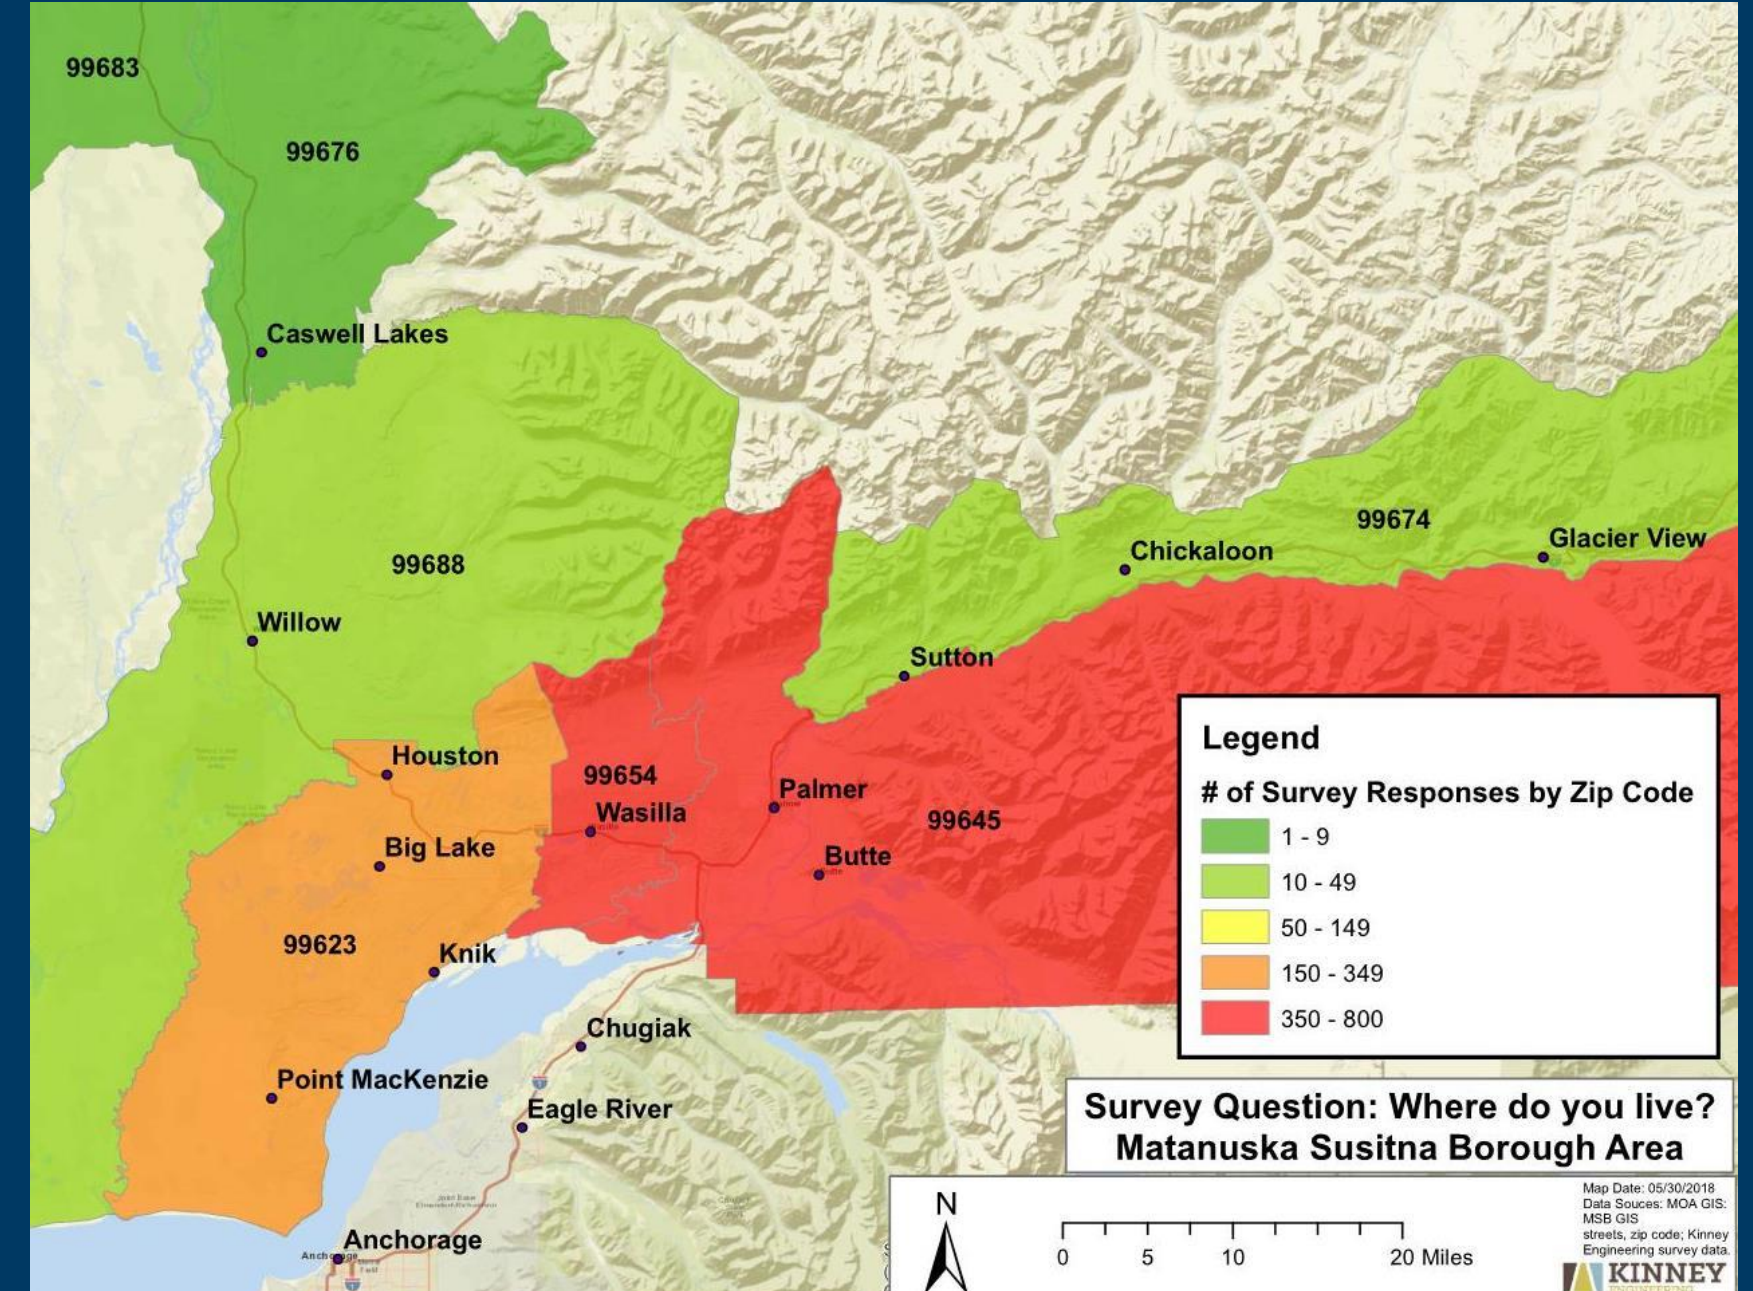 99683
99676
Caswell Lakes
99688
Willow
99674
Glacier View
Chickaloon
Sutton
Houston
99654
Wasilla
Palmer
99645
Butte
Big Lake
99623
Knik
Point MacKenzie
Chugiak
Eagle River
Anchorage
Anchorage
Legend
# of Survey Responses by Zip Code
1 - 9
10 - 49
50 - 149
150 - 349
350 - 800
Survey Question: Where do you live?
Matanuska Susitna Borough Area
N
0 5 10 20 Miles
Map Date: 05/30/2018
Data Souces: MOA GIS:
MSB GIS
streets, zip code; Kinney
Engineering survey data.
KINNEY